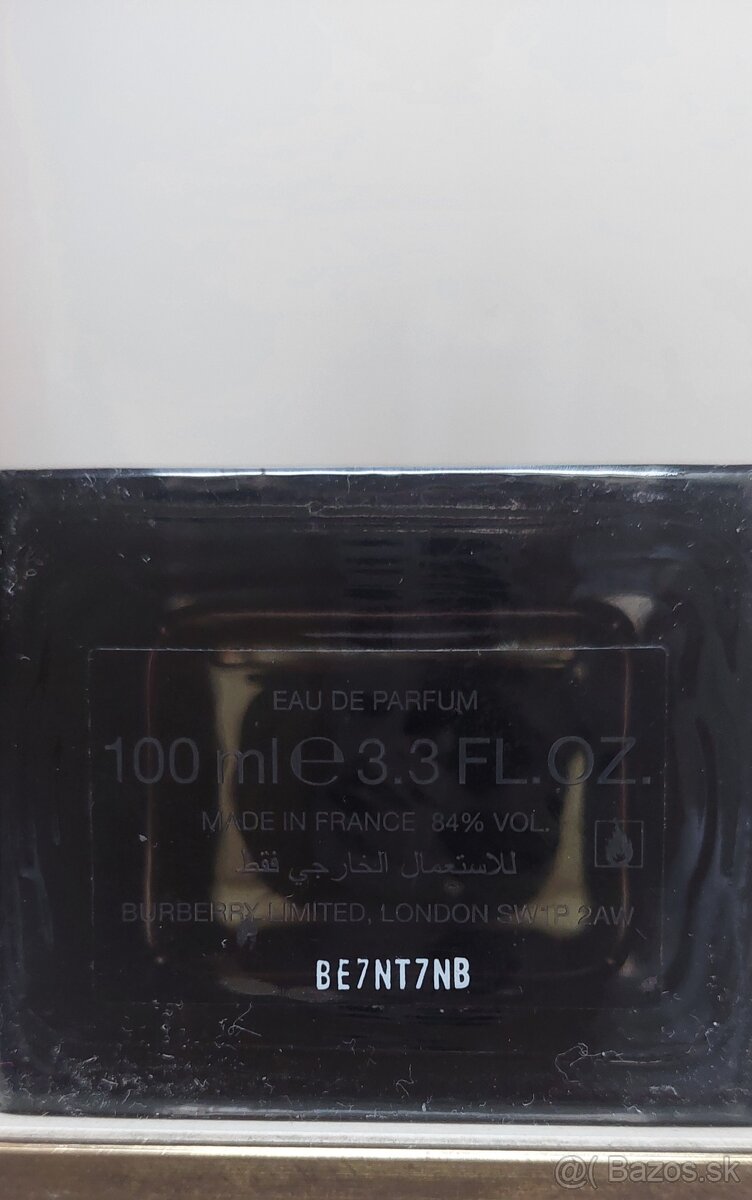 EAU DE PARFUM
100 ml ℮ 3.3 FL.OZ.
MADE IN FRANCE 84% VOL.
للاستعمال الخارجي فقط
BURBERRY LIMITED, LONDON SW1P 2AW
BE7NT7NB
@( Bazos.sk